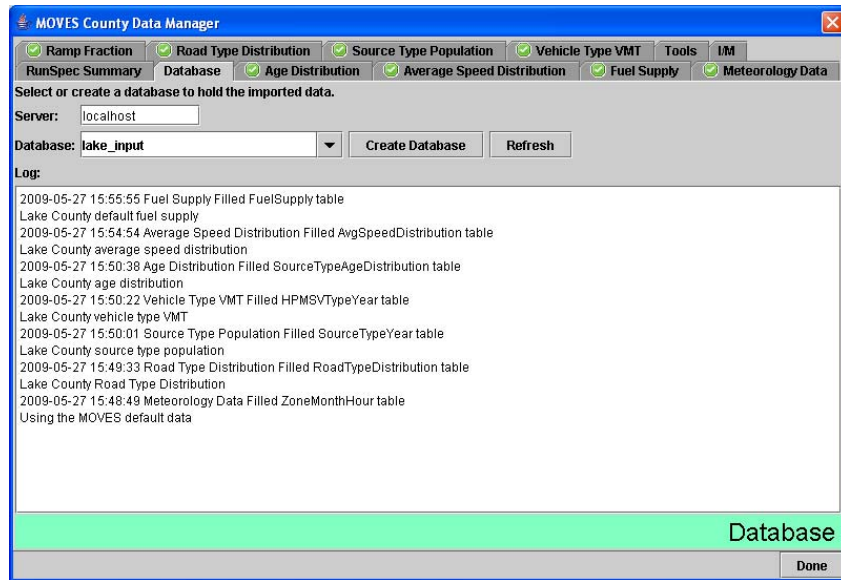 MOVES County Data Manager
Ramp Fraction Road Type Distribution Source Type Population Vehicle Type VMT Tools I/M
RunSpec Summary Database Age Distribution Average Speed Distribution Fuel Supply Meteorology Data
Select or create a database to hold the imported data.
Server: localhost
Database: lake_input Create Database Refresh
Log:
2009-05-27 15:55:55 Fuel Supply Filled FuelSupply table
Lake County default fuel supply
2009-05-27 15:54:54 Average Speed Distribution Filled AvgSpeedDistribution table
Lake County average speed distribution
2009-05-27 15:50:38 Age Distribution Filled SourceTypeAgeDistribution table
Lake County age distribution
2009-05-27 15:50:22 Vehicle Type VMT Filled HPMSVTypeYear table
Lake County vehicle type VMT
2009-05-27 15:50:01 Source Type Population Filled SourceTypeYear table
Lake County source type population
2009-05-27 15:49:33 Road Type Distribution Filled RoadTypeDistribution table
Lake County Road Type Distribution
2009-05-27 15:48:49 Meteorology Data Filled ZoneMonthHour table
Using the MOVES default data
Database
Done